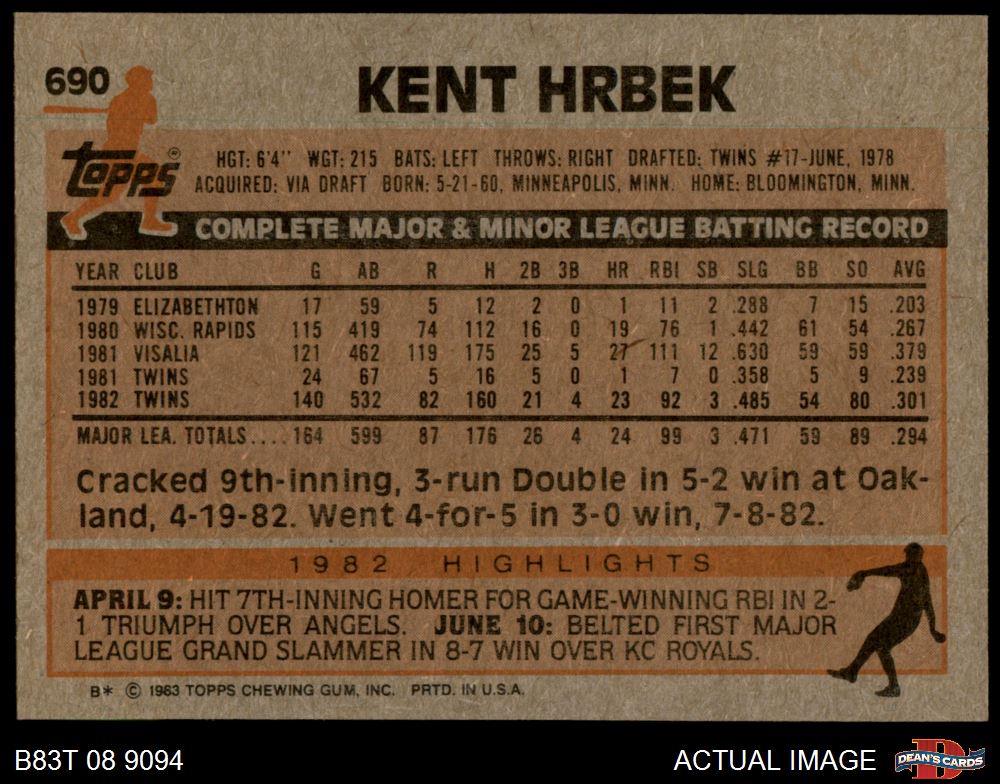 690
KENT HRBEK
TOPPS ®
HGT: 6'4" WGT: 215 BATS: LEFT THROWS: RIGHT DRAFTED: TWINS #17-JUNE, 1978
ACQUIRED: VIA DRAFT BORN: 5-21-60, MINNEAPOLIS, MINN. HOME: BLOOMINGTON, MINN.
COMPLETE MAJOR & MINOR LEAGUE BATTING RECORD
YEAR CLUB G AB R H 2B 3B HR RBI SB SLG BB SO AVG
1979 ELIZABETHTON 17 59 5 12 2 0 1 11 2 .288 7 15 .203
1980 WISC. RAPIDS 115 419 74 112 16 0 19 76 1 .442 61 54 .267
1981 VISALIA 121 462 119 175 25 5 27 111 12 .630 59 59 .379
1981 TWINS 24 67 5 16 5 0 1 7 0 .358 5 9 .239
1982 TWINS 140 532 82 160 21 4 23 92 3 .485 54 80 .301
MAJOR LEA. TOTALS.... 164 599 87 176 26 4 24 99 3 .471 59 89 .294
Cracked 9th-inning, 3-run Double in 5-2 win at Oak-
land, 4-19-82. Went 4-for-5 in 3-0 win, 7-8-82.
1982 HIGHLIGHTS
APRIL 9: HIT 7TH-INNING HOMER FOR GAME-WINNING RBI IN 2-
1 TRIUMPH OVER ANGELS. JUNE 10: BELTED FIRST MAJOR
LEAGUE GRAND SLAMMER IN 8-7 WIN OVER KC ROYALS.
B* © 1983 TOPPS CHEWING GUM, INC. PRTD. IN U.S.A.
B83T 08 9094
ACTUAL IMAGE
DEAN'S CARDS